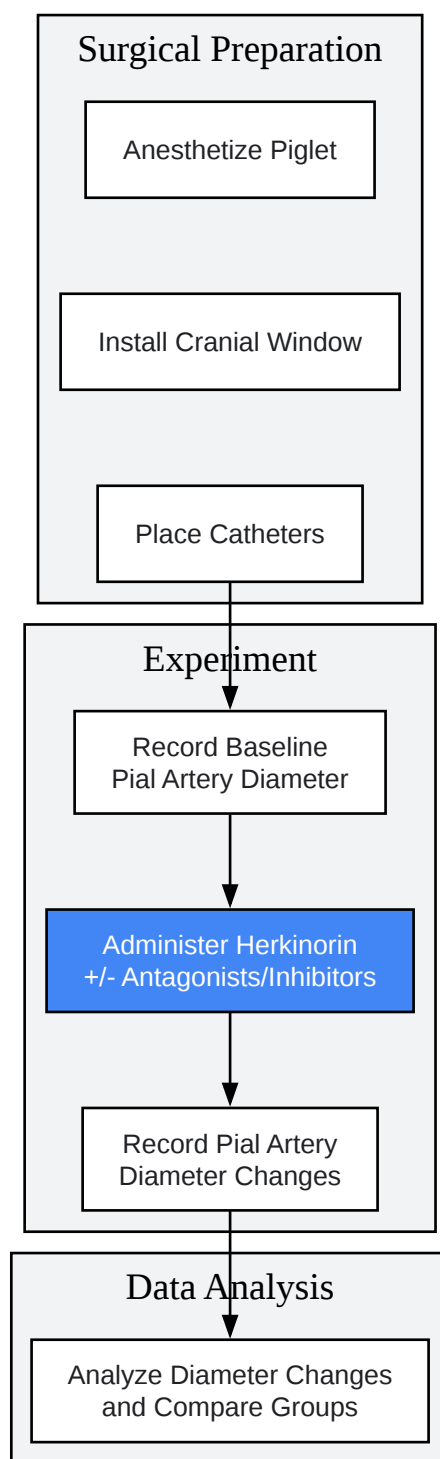 Surgical Preparation
Anesthetize Piglet
Install Cranial Window
Place Catheters
Experiment
Record Baseline
Pial Artery Diameter
Administer Herkinorin
+/- Antagonists/Inhibitors
Record Pial Artery
Diameter Changes
Data Analysis
Analyze Diameter Changes
and Compare Groups